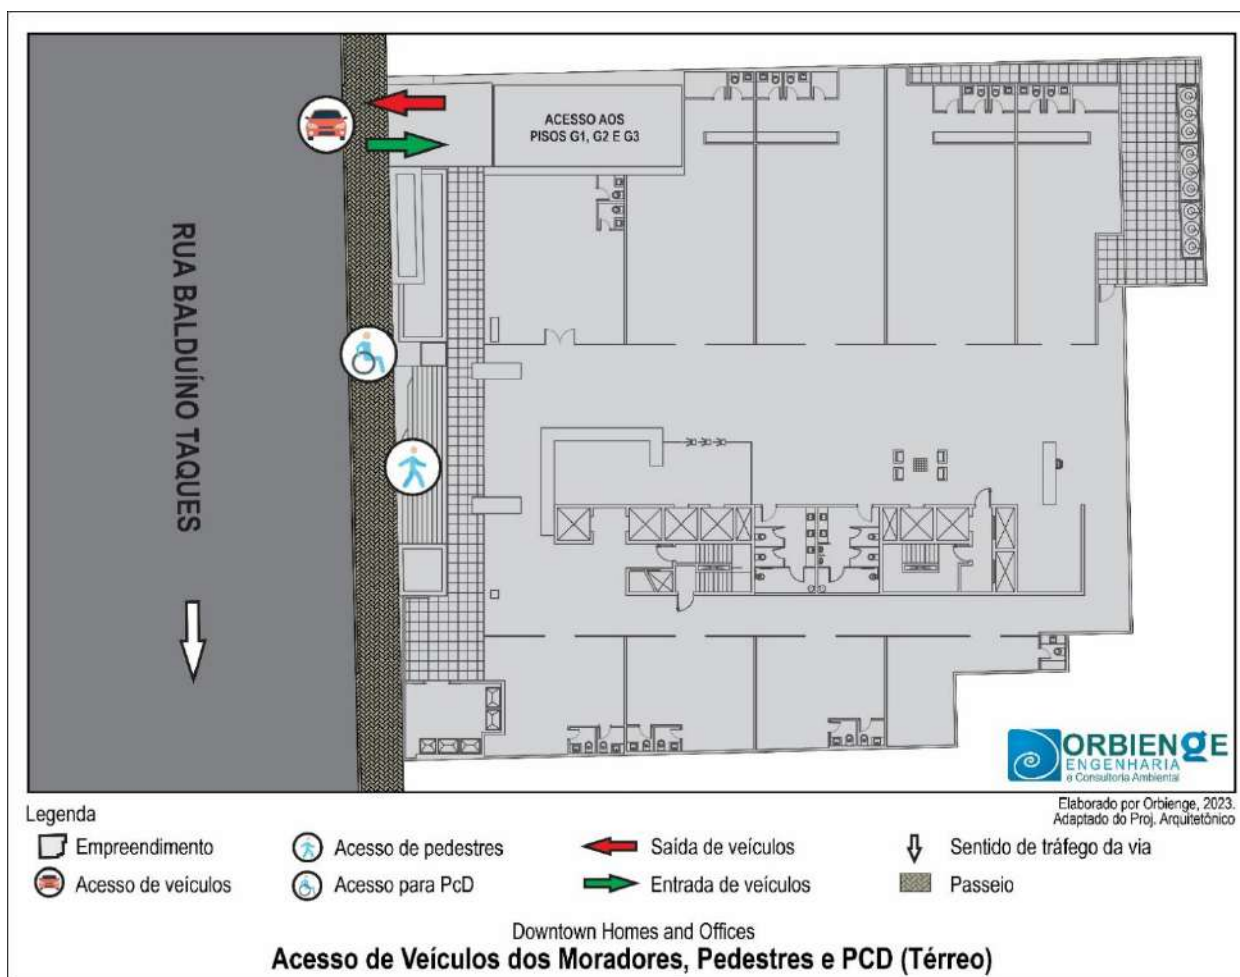 ACESSO AOS
PISOS G1, G2 E G3
RUA BALDUÍNO TAQUES
ORBIENGE
ENGENHARIA
e Consultoria Ambiental
Elaborado por Orbienge, 2023.
Adaptado do Proj. Arquitetônico
Legenda
Empreendimento
Acesso de pedestres
Saída de veículos
Sentido de tráfego da via
Acesso de veículos
Acesso para PcD
Entrada de veículos
Passeio
Downtown Homes and Offices
Acesso de Veículos dos Moradores, Pedestres e PCD (Térreo)